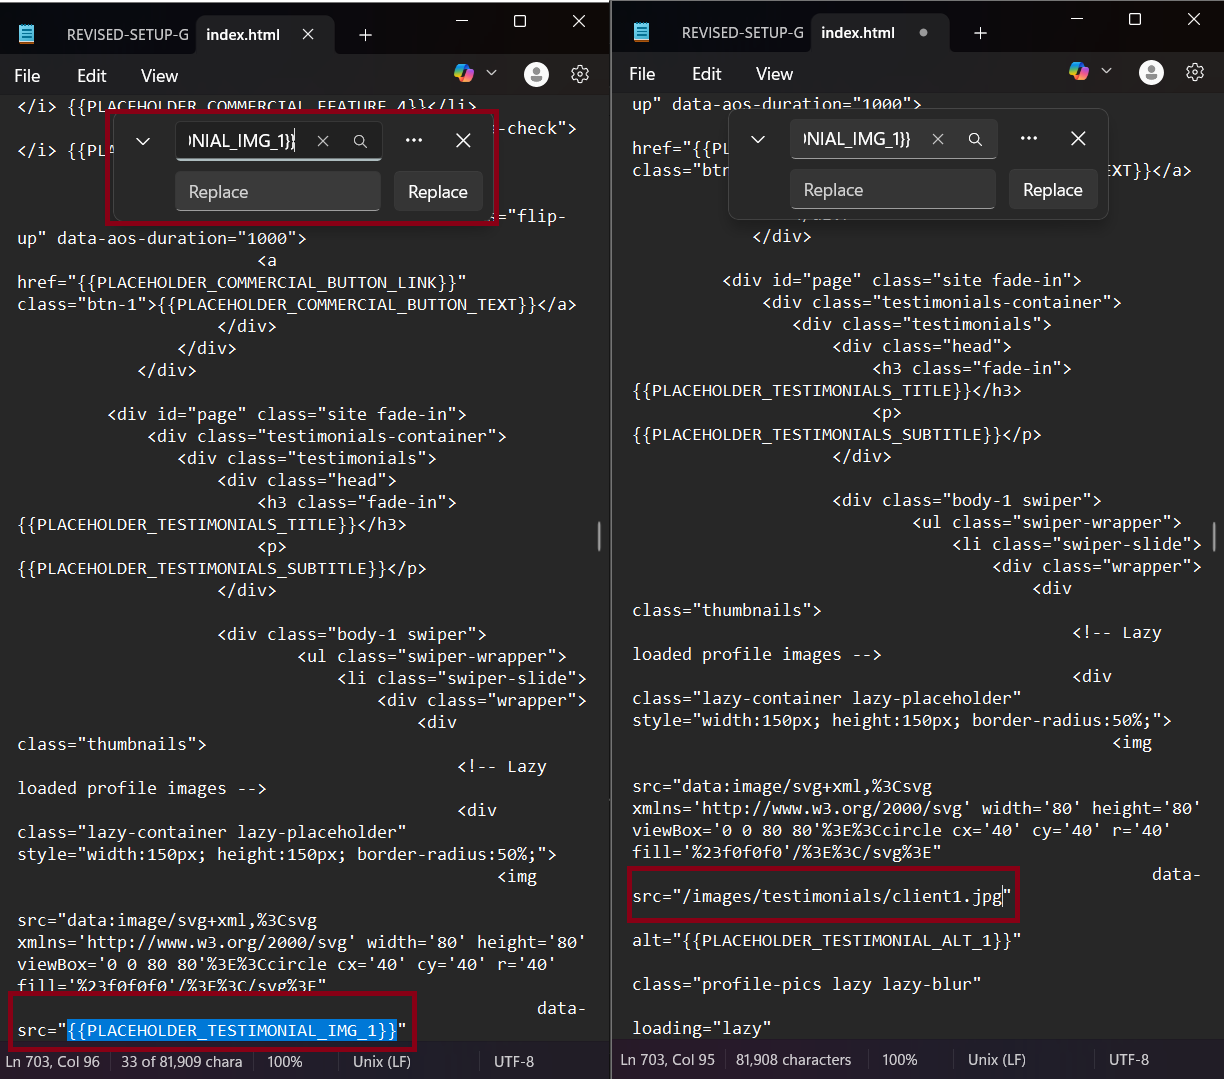 REVISED-SETUP-G
index.html
File
Edit
View
</i> {{PLACEHOLDER_COMMERCIAL_FEATURE_4}}</li>
-check">
</i> {{PL
NIAL_IMG_1}}
Replace
Replace
="flip-
up" data-aos-duration="1000">
<a
href="{{PLACEHOLDER_COMMERCIAL_BUTTON_LINK}}"
class="btn-1">{{PLACEHOLDER_COMMERCIAL_BUTTON_TEXT}}</a>
</div>
</div>
</div>
<div id="page" class="site fade-in">
<div class="testimonials-container">
<div class="testimonials">
<div class="head">
<h3 class="fade-in">
{{PLACEHOLDER_TESTIMONIALS_TITLE}}</h3>
<p>
{{PLACEHOLDER_TESTIMONIALS_SUBTITLE}}</p>
</div>
<div class="body-1 swiper">
<ul class="swiper-wrapper">
<li class="swiper-slide">
<div class="wrapper">
<div
class="thumbnails">
<!-- Lazy
loaded profile images -->
<div
class="lazy-container lazy-placeholder"
style="width:150px; height:150px; border-radius:50%;">
<img
src="data:image/svg+xml,%3Csvg
xmlns='http://www.w3.org/2000/svg' width='80' height='80'
viewBox='0 0 80 80'%3E%3Ccircle cx='40' cy='40' r='40'
fill='%23f0f0f0'/%3E%3C/svg%3E"
data-
src="{{PLACEHOLDER_TESTIMONIAL_IMG_1}}"
Ln 703, Col 96
33 of 81,909 chara
100%
Unix (LF)
UTF-8
REVISED-SETUP-G
index.html
File
Edit
View
up" data-aos-duration="1000">
href="{{PL
class="btn
EXT}}</a>
NIAL_IMG_1}}
Replace
Replace
</div>
<div id="page" class="site fade-in">
<div class="testimonials-container">
<div class="testimonials">
<div class="head">
<h3 class="fade-in">
{{PLACEHOLDER_TESTIMONIALS_TITLE}}</h3>
<p>
{{PLACEHOLDER_TESTIMONIALS_SUBTITLE}}</p>
</div>
<div class="body-1 swiper">
<ul class="swiper-wrapper">
<li class="swiper-slide">
<div class="wrapper">
<div
class="thumbnails">
<!-- Lazy
loaded profile images -->
<div
class="lazy-container lazy-placeholder"
style="width:150px; height:150px; border-radius:50%;">
<img
src="data:image/svg+xml,%3Csvg
xmlns='http://www.w3.org/2000/svg' width='80' height='80'
viewBox='0 0 80 80'%3E%3Ccircle cx='40' cy='40' r='40'
fill='%23f0f0f0'/%3E%3C/svg%3E"
data-
src="/images/testimonials/client1.jpg"
alt="{{PLACEHOLDER_TESTIMONIAL_ALT_1}}"
class="profile-pics lazy lazy-blur"
loading="lazy"
Ln 703, Col 95
81,908 characters
100%
Unix (LF)
UTF-8